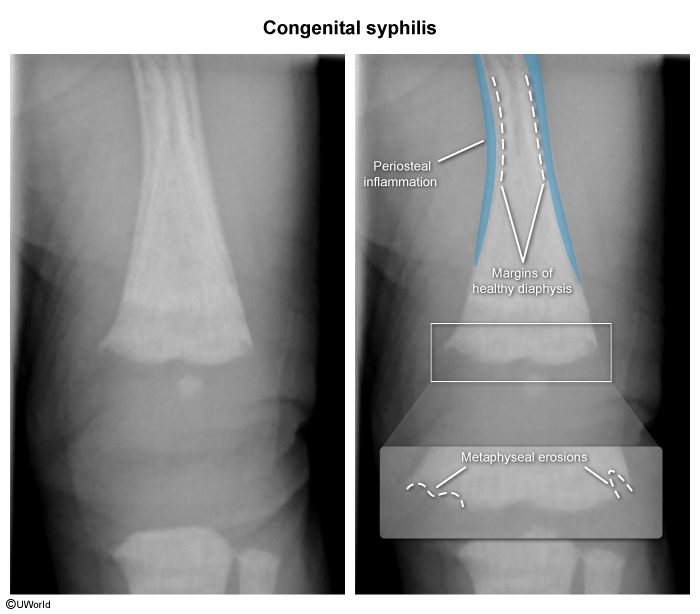 Congenital syphilis
Periosteal
inflammation
Margins of
healthy diaphysis
Metaphyseal erosions
©UWorld